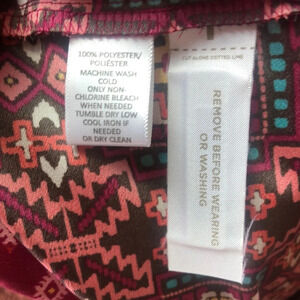 100% POLYESTER/
POLIÉSTER
MACHINE WASH
COLD
ONLY NON-
CHLORINE BLEACH
WHEN NEEDED
TUMBLE DRY LOW
COOL IRON IF
NEEDED
OR DRY CLEAN
CUT ALONG DOTTED LINE
REMOVE BEFORE WEARING
OR WASHING